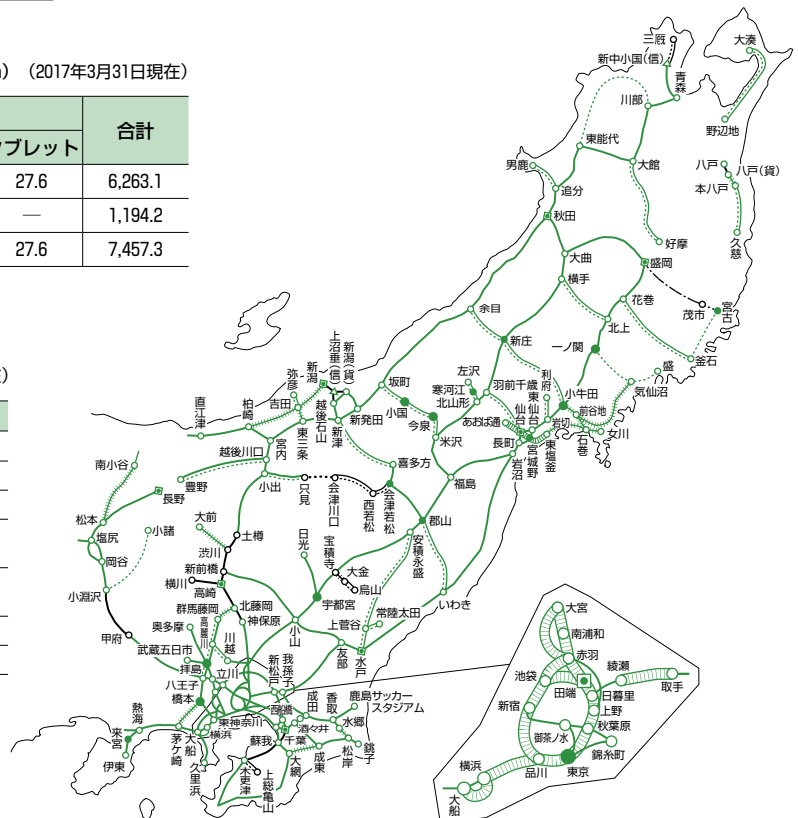 （2017年3月31日現在）
合計
ブレット
27.6
6,263.1
—
1,194.2
27.6
7,457.3
三厩
大湊
新中小国（信）
青森
川部
野辺地
東能代
大館
男鹿
八戸
八戸（貨）
本八戸
追分
秋田
久慈
好摩
大曲
盛岡
横手
花巻
茂市
宮古
余目
北上
新庄
一ノ関
釜石
盛
気仙沼
上沼垂（信）
新潟（貨）
新潟
弥彦
吉田
坂町
左沢
寒河江
北山形
羽前千歳
利府
東仙台
仙台
小牛田
前谷地
直江津
柏崎
越後石山
新発田
小国
今泉
あおば通
岩切
石巻
女川
東三条
新津
米沢
長町
宮城野
東塩釜
宮内
越後川口
喜多方
岩沼
南小谷
豊野
長野
小出
只見
会津川口
西若松
会津若松
福島
郡山
松本
小諸
大前
土樽
日光
宝積寺
安積永盛
塩尻
渋川
大金
烏山
岡谷
新前橋
横川
高崎
小淵沢
宇都宮
常陸太田
いわき
群馬藤岡
北藤岡
神保原
上菅谷
奥多摩
高麗川
川越
小山
甲府
武蔵五日市
友部
水戸
拝島
立川
新松戸
我孫子
八王子
成田
香取
鹿島サッカー
スタジアム
熱海
橋本
東神奈川
酒々井
水郷
来宮
大船
横浜
蘇我
千葉
松岸
銚子
伊東
茅ケ崎
久里浜
木更津
上総亀山
大網
成東
大宮
南浦和
赤羽
池袋
綾瀬
田端
取手
新宿
日暮里
上野
秋葉原
御茶ノ水
錦糸町
横浜
品川
東京
大船